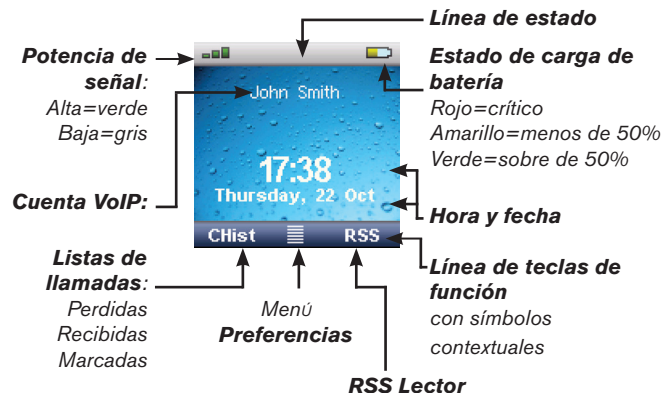 Línea de estado
Potencia de
señal:
Alta=verde
Baja=gris
Estado de carga de
batería
Rojo=crítico
Amarillo=menos de 50%
Verde=sobre de 50%
John Smith
17:38
Thursday, 22 Oct
Cuenta VoIP:
Hora y fecha
CHist
RSS
Listas de
llamadas:
Perdidas
Recibidas
Marcadas
Menú
Preferencias
Línea de teclas de
función
con símbolos
contextuales
RSS Lector